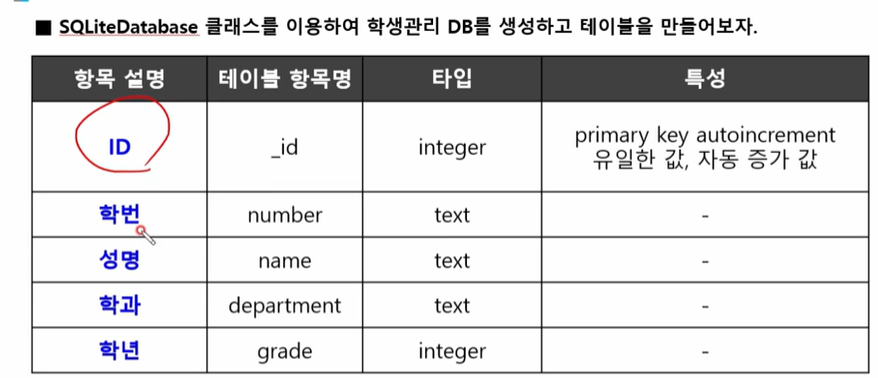 ■ SQLiteDatabase 클래스를 이용하여 학생관리 DB를 생성하고 테이블을 만들어보자.
항목 설명 테이블 항목명 타입 특성
ID _id integer primary key autoincrement
유일한 값, 자동 증가 값
학번 number text -
성명 name text -
학과 department text -
학년 grade integer -